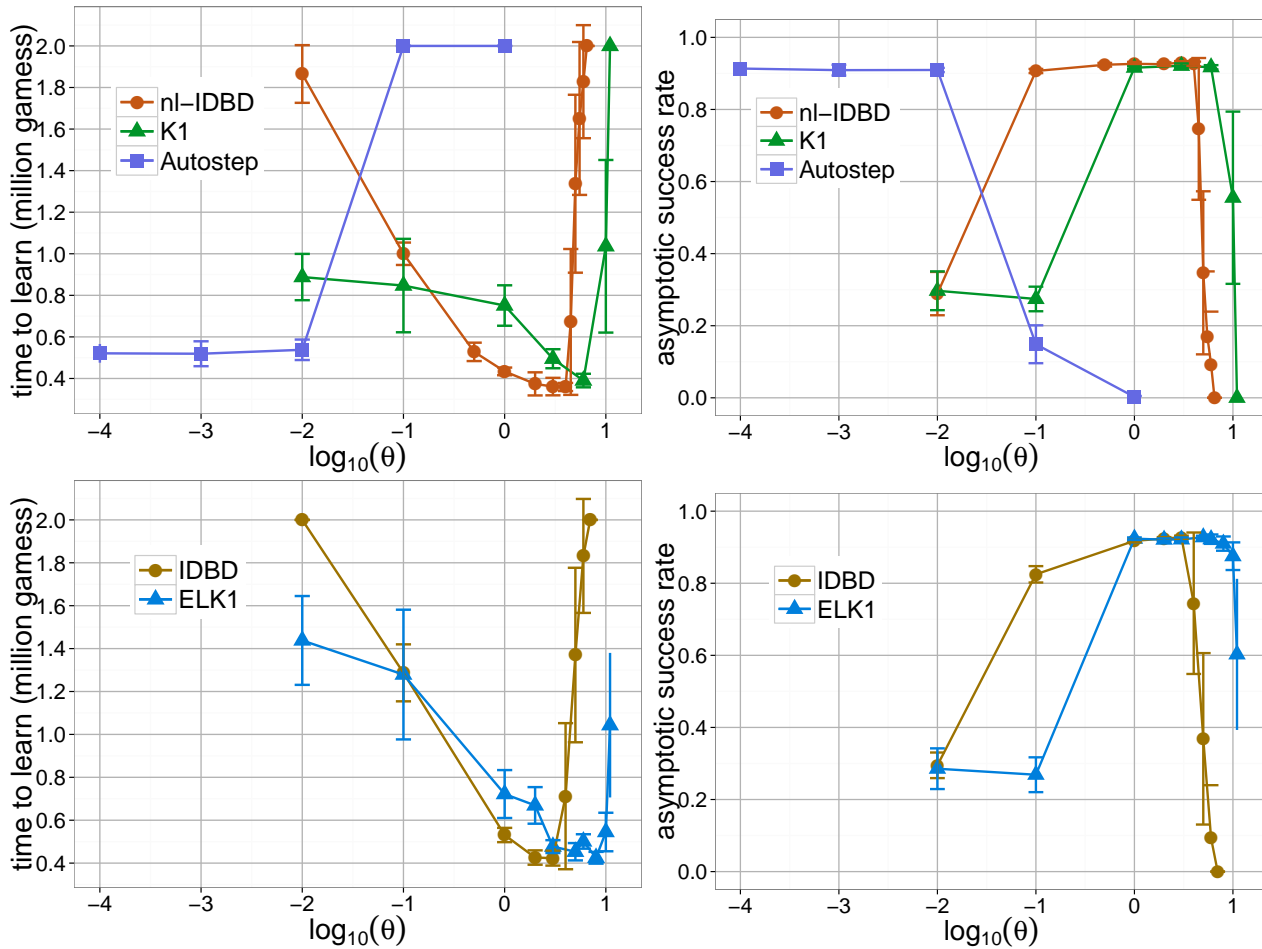 time to learn (million gamess)
2.0
1.8
1.6
1.4
1.2
1.0
0.8
0.6
0.4
nl−IDBD
K1
Autostep
−4 −3 −2 −1 0 1
log10(θ)
asymptotic success rate
1.0
0.8
0.6
0.4
0.2
0.0
nl−IDBD
K1
Autostep
−4 −3 −2 −1 0 1
log10(θ)
time to learn (million gamess)
2.0
1.8
1.6
1.4
1.2
1.0
0.8
0.6
0.4
IDBD
ELK1
−4 −3 −2 −1 0 1
log10(θ)
asymptotic success rate
1.0
0.8
0.6
0.4
0.2
0.0
IDBD
ELK1
−4 −3 −2 −1 0 1
log10(θ)